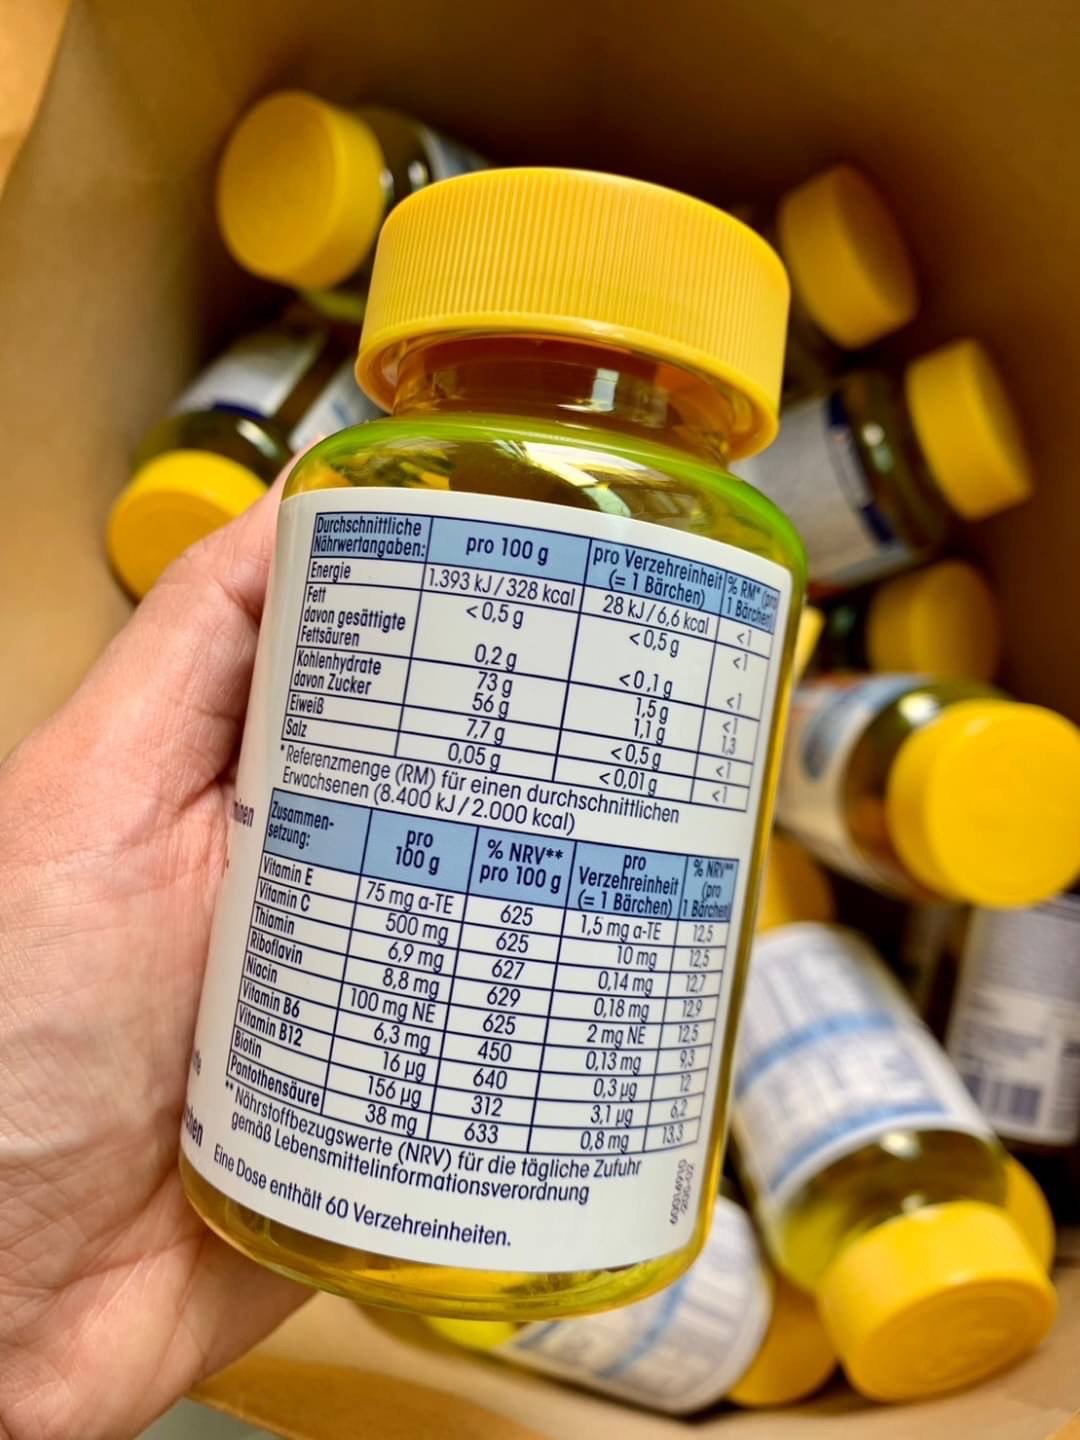 Durchschnittliche Nährwertangaben: pro 100 g pro Verzehreinheit (= 1 Bärchen) % RM* (pro 1 Bärchen)
Energie 1.393 kJ / 328 kcal 28 kJ / 6,6 kcal <1
Fett <0,5 g <0,5 g <1
davon gesättigte Fettsäuren 0,2 g <0,1 g <1
Kohlenhydrate 73 g 1,5 g <1
davon Zucker 56 g 1,1 g 1,3
Eiweiß 7,7 g <0,5 g <1
Salz 0,05 g <0,01 g <1
* Referenzmenge (RM) für einen durchschnittlichen
Erwachsenen (8.400 kJ / 2.000 kcal)
Zusammen-setzung: pro 100 g % NRV** pro 100 g pro Verzehreinheit (= 1 Bärchen) % NRV** (pro 1 Bärchen)
Vitamin E 75 mg α-TE 625 1,5 mg α-TE 12,5
Vitamin C 500 mg 625 10 mg 12,5
Thiamin 6,9 mg 627 0,14 mg 12,7
Riboflavin 8,8 mg 629 0,18 mg 12,9
Niacin 100 mg NE 625 2 mg NE 12,5
Vitamin B6 6,3 mg 450 0,13 mg 9,3
Vitamin B12 16 µg 640 0,3 µg 12
Biotin 156 µg 312 3,1 µg 6,2
Pantothensäure 38 mg 633 0,8 mg 13,3
** Nährstoffbezugswerte (NRV) für die tägliche Zufuhr
gemäß Lebensmittelinformationsverordnung
Eine Dose enthält 60 Verzehreinheiten.